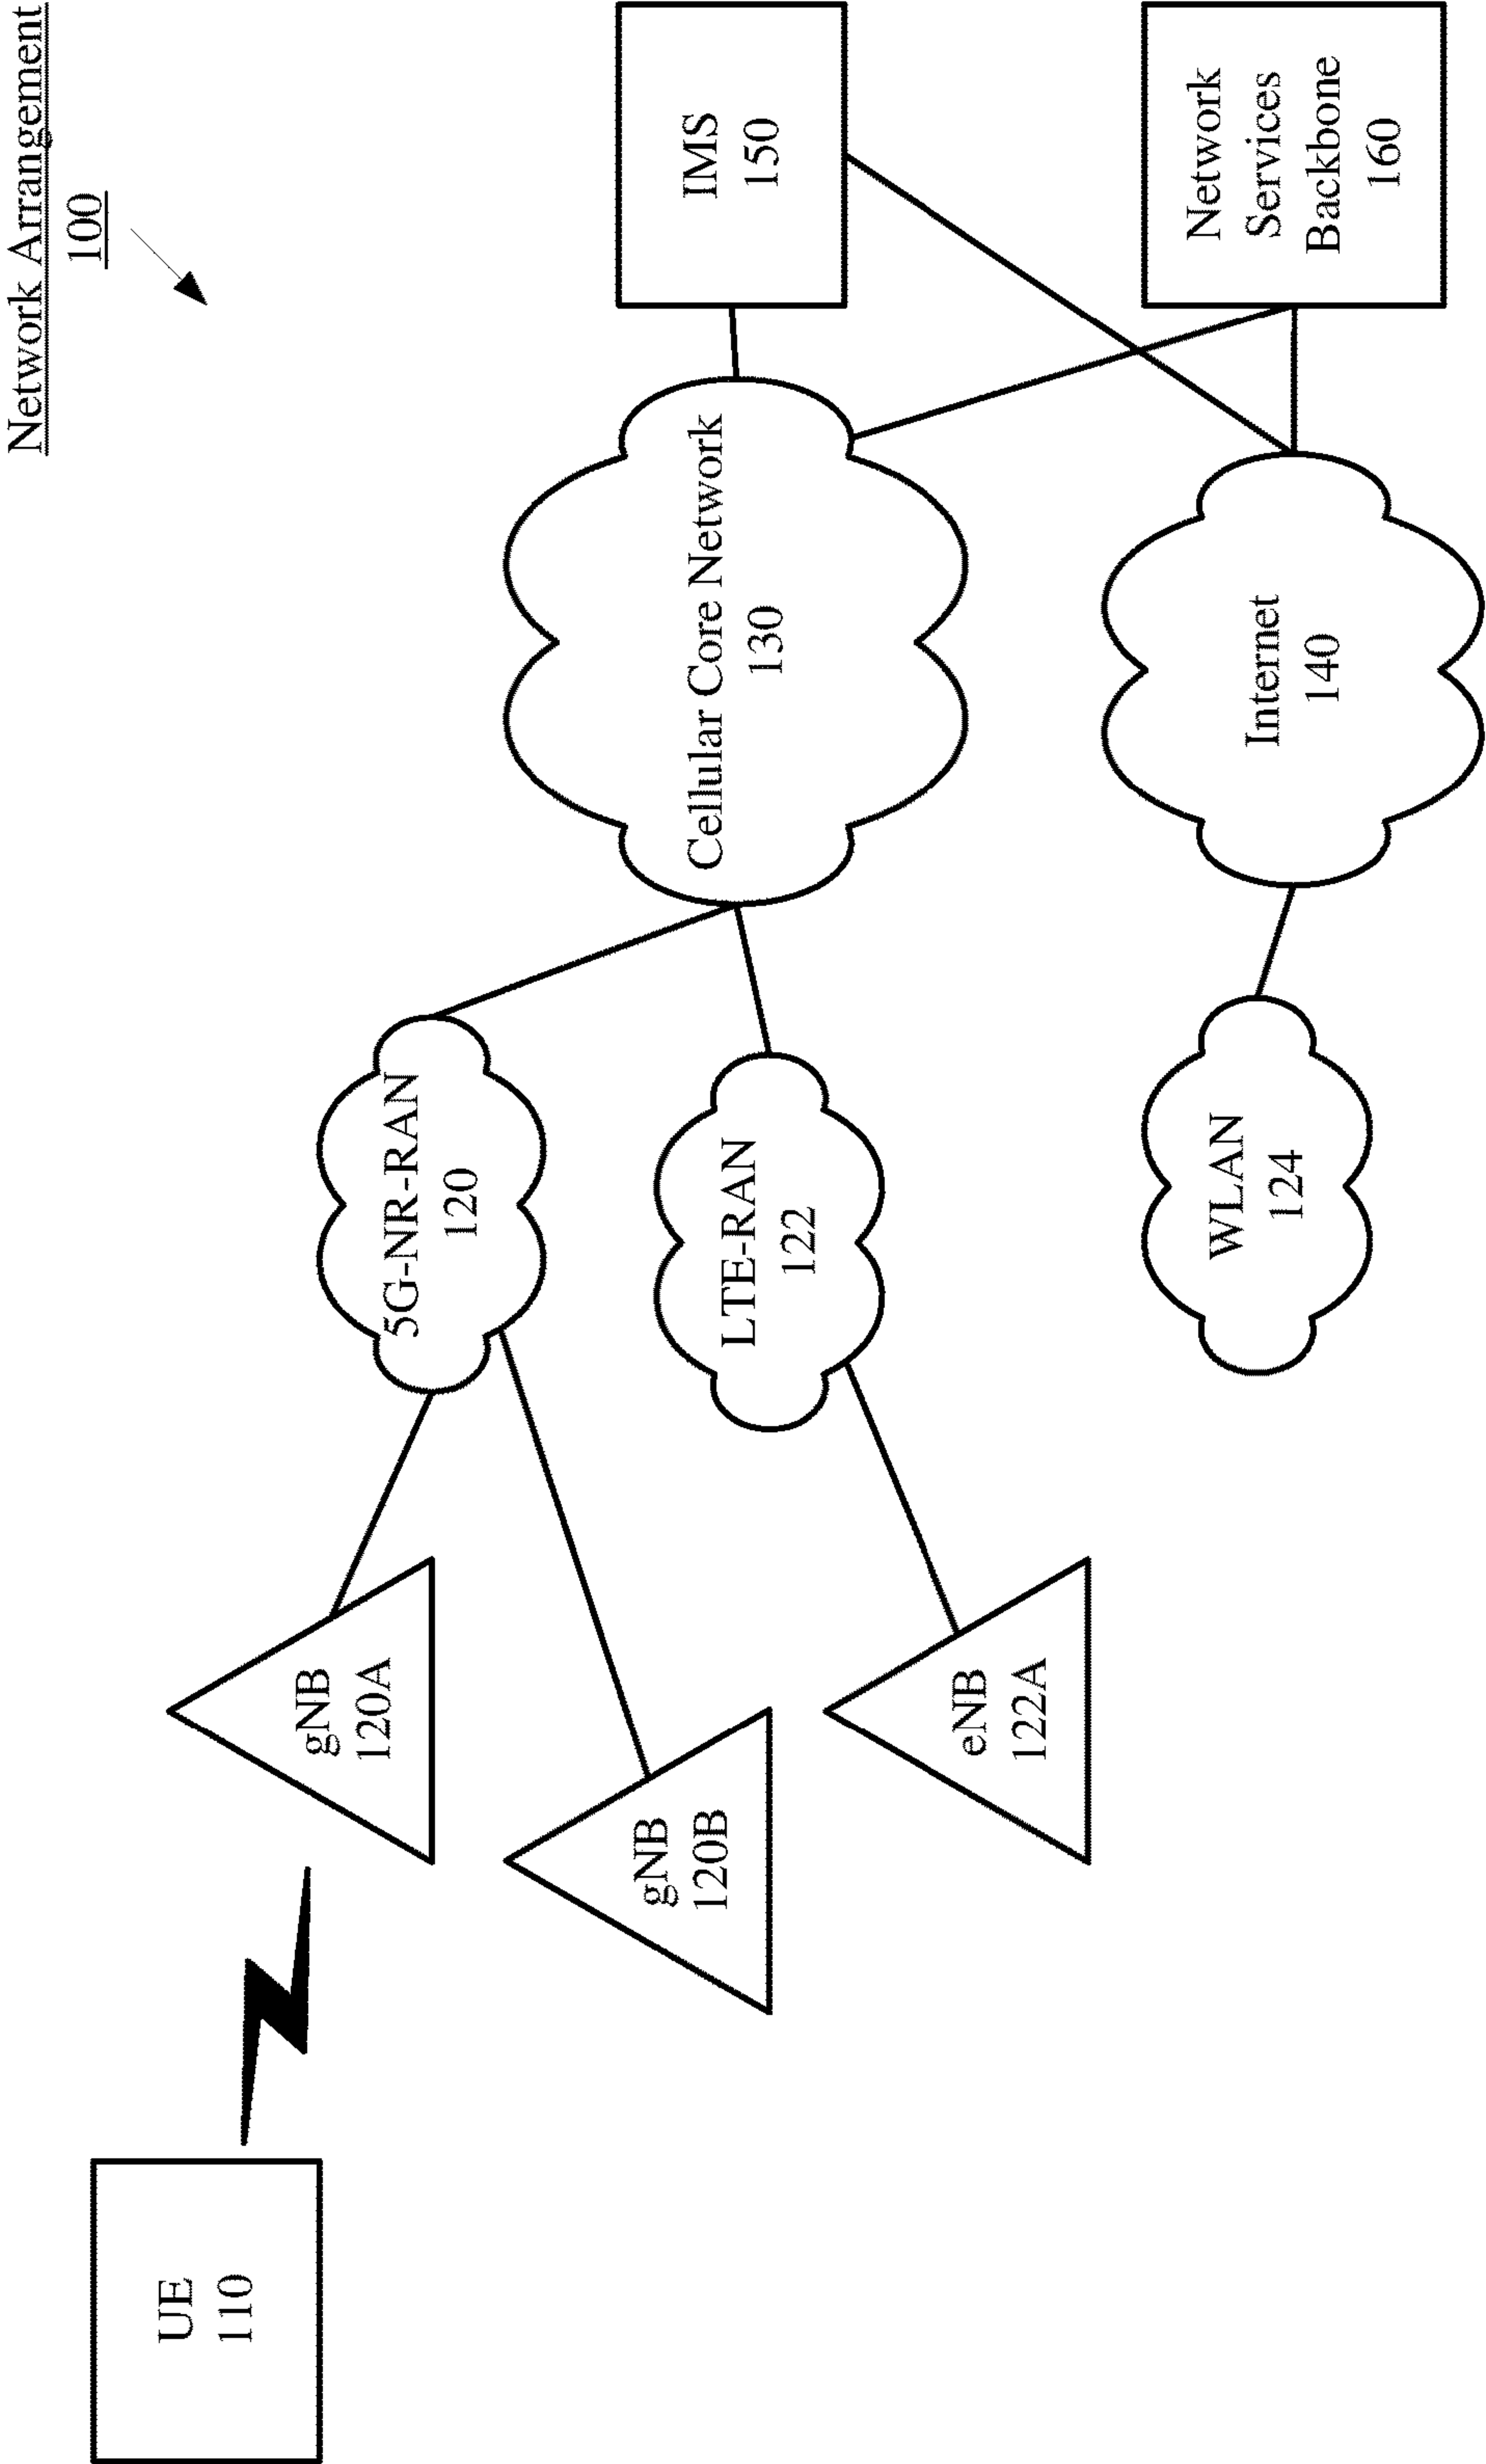 Network Arrangement
100
UE
110
gNB
120A
gNB
120B
eNB
122A
5G-NR-RAN
120
LTE-RAN
122
WLAN
124
Cellular Core Network
130
Internet
140
IMS
150
Network
Services
Backbone
160